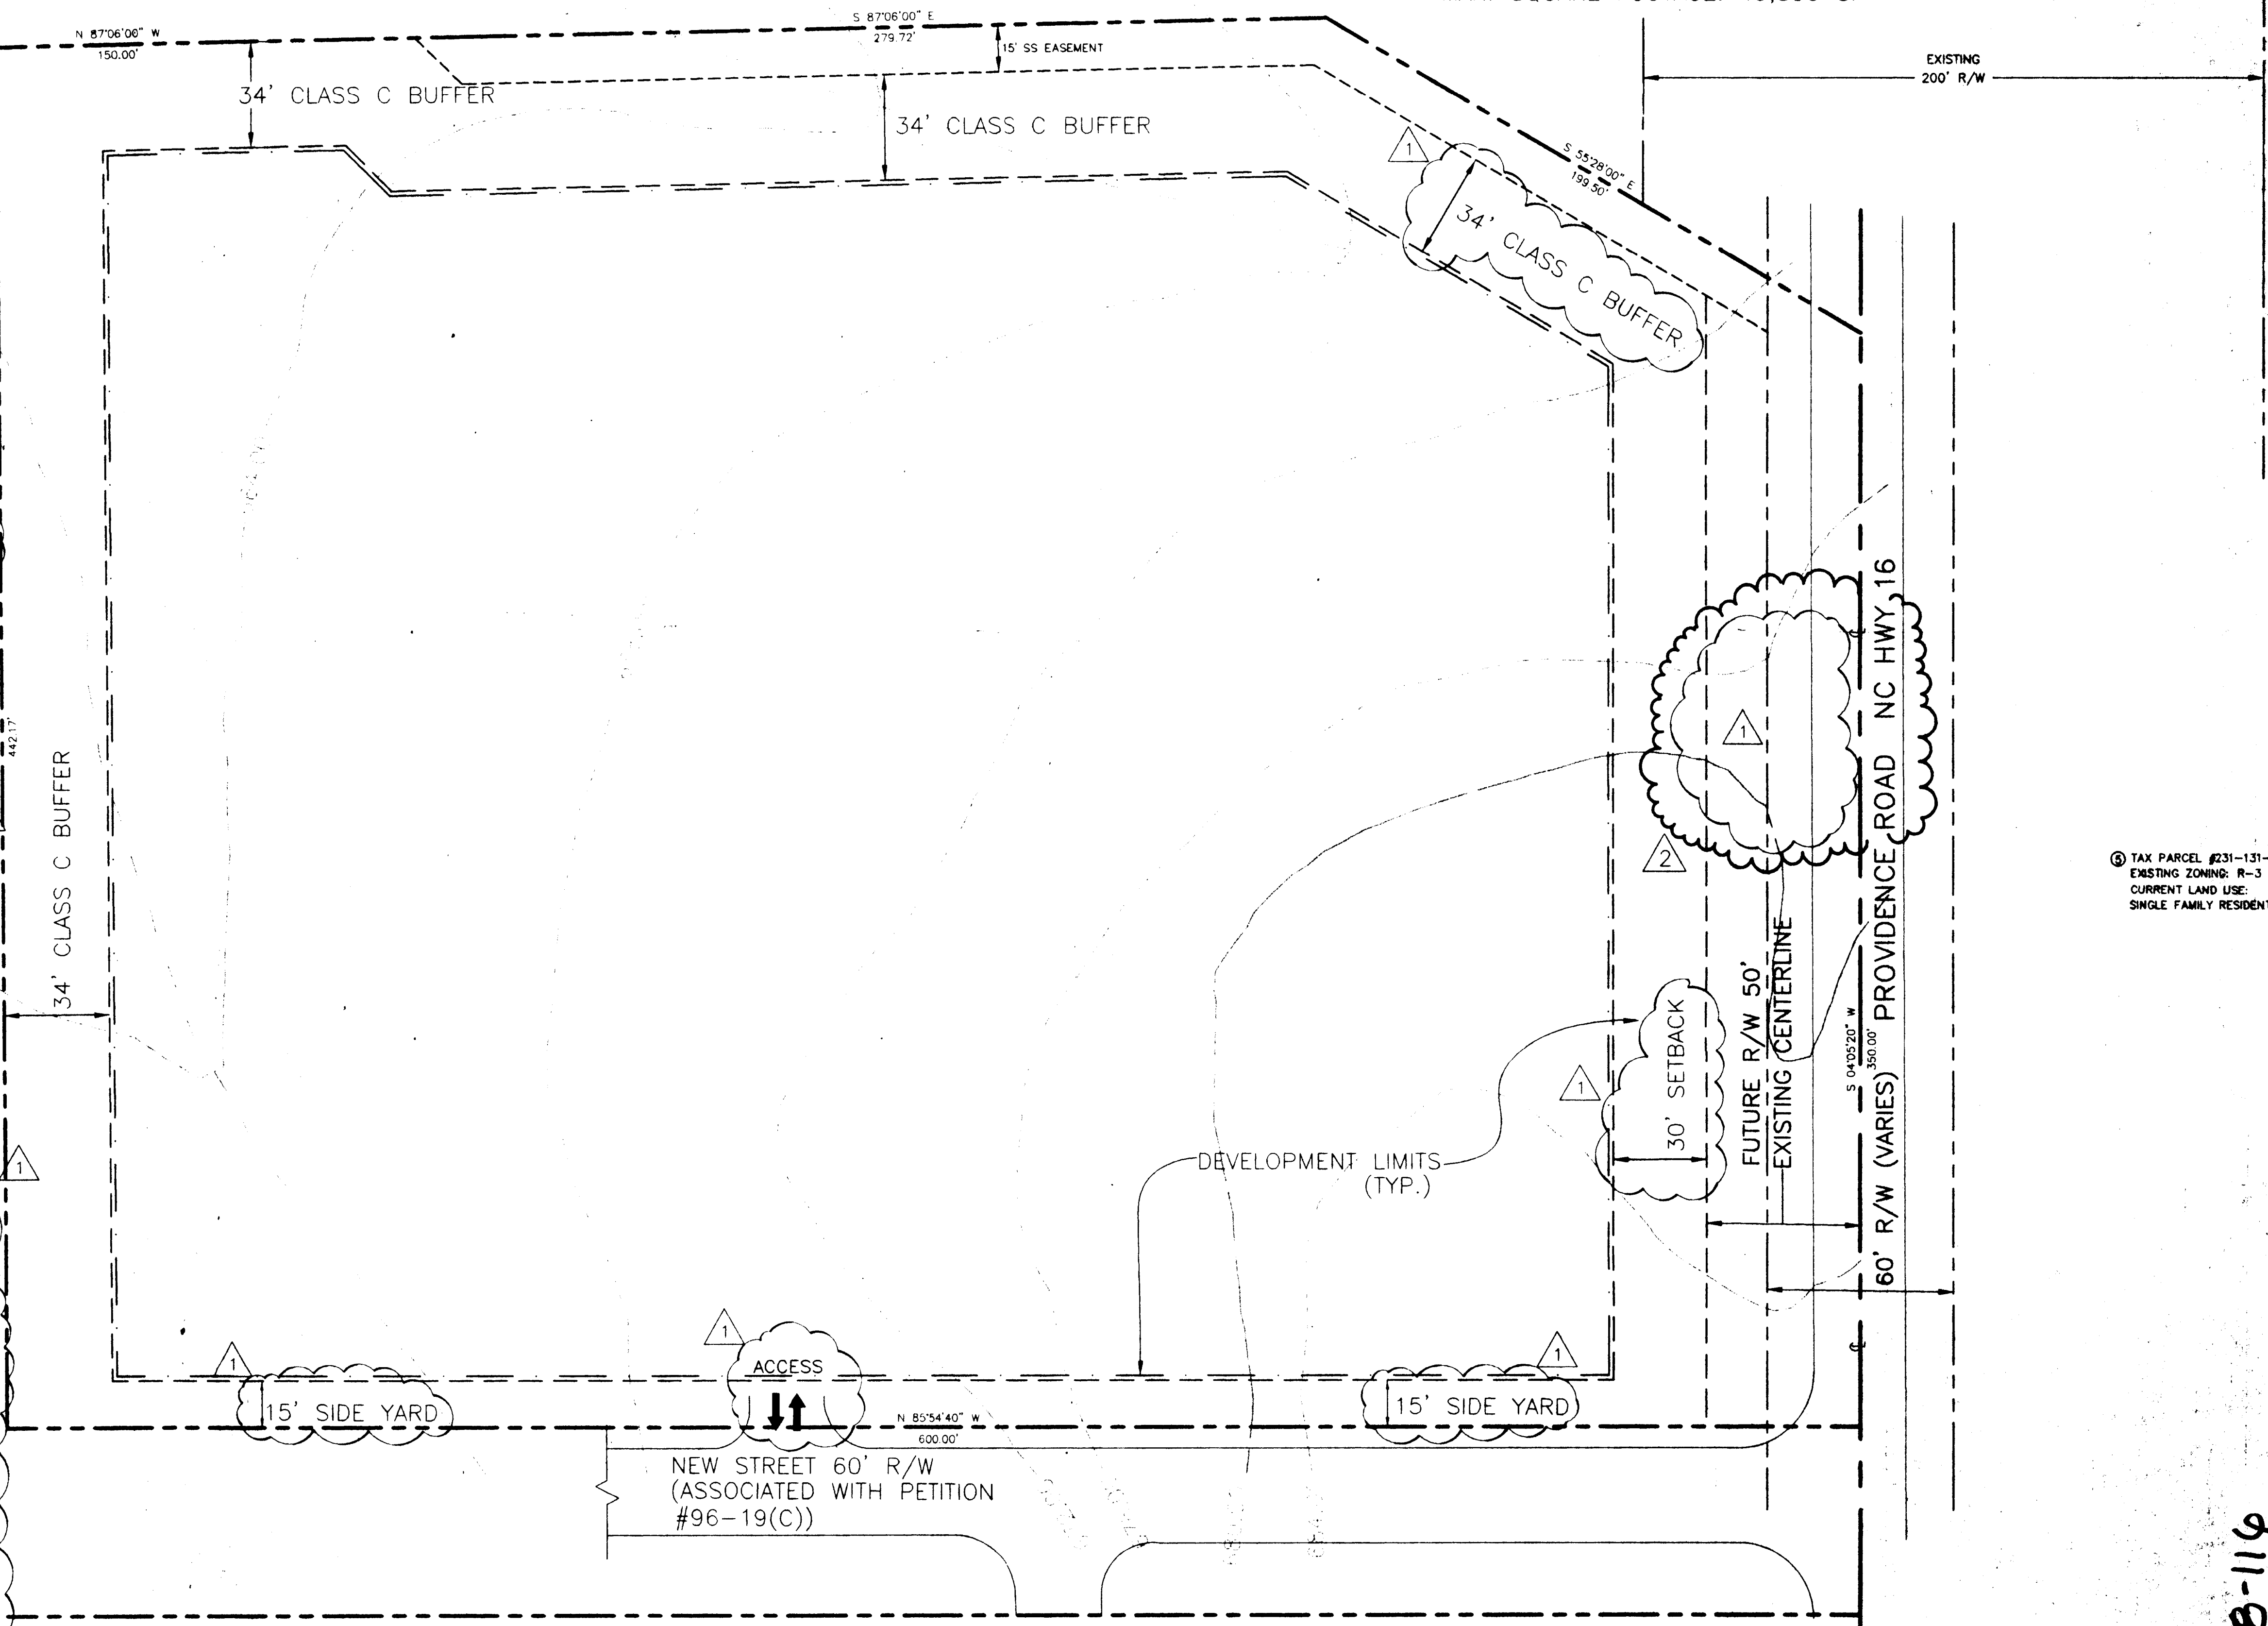 N 87°06'00" W
150.00'
S 87°06'00" E
279.72'
15' SS EASEMENT
EXISTING
200' R/W
34' CLASS C BUFFER
34' CLASS C BUFFER
1
S 55°28'00" E
199.50'
34' CLASS C BUFFER
442.17'
34' CLASS C BUFFER
1
1
2
60' R/W (VARIES) PROVIDENCE ROAD NC HWY 16
S 04°05'20" W
350.00'
FUTURE R/W 50'
EXISTING CENTERLINE
30' SETBACK
1
⑤ TAX PARCEL #231-131-
EXISTING ZONING: R-3
CURRENT LAND USE:
SINGLE FAMILY RESIDENT
DEVELOPMENT LIMITS
(TYP.)
1
15' SIDE YARD
1
ACCESS
1
15' SIDE YARD
N 85°54'40" W
600.00'
NEW STREET 60' R/W
(ASSOCIATED WITH PETITION
#96-19(C))
B-116